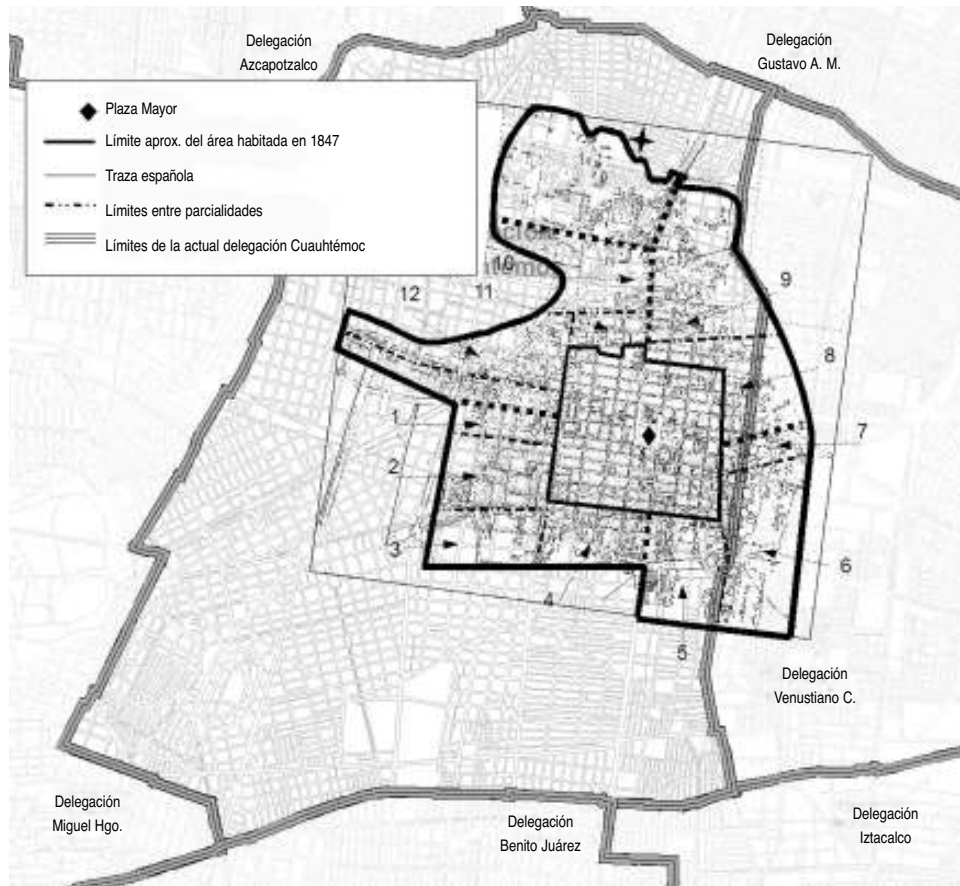 Delegación
Azcapotzalco
Delegación
Gustavo A. M.
Plaza Mayor
Límite aprox. del área habitada en 1847
Traza española
Límites entre parcialidades
Límites de la actual delegación Cuauhtémoc
10
11
12
9
8
7
1
2
3
4
5
6
Delegación
Venustiano C.
Delegación
Miguel Hgo.
Delegación
Benito Juárez
Delegación
Iztacalco